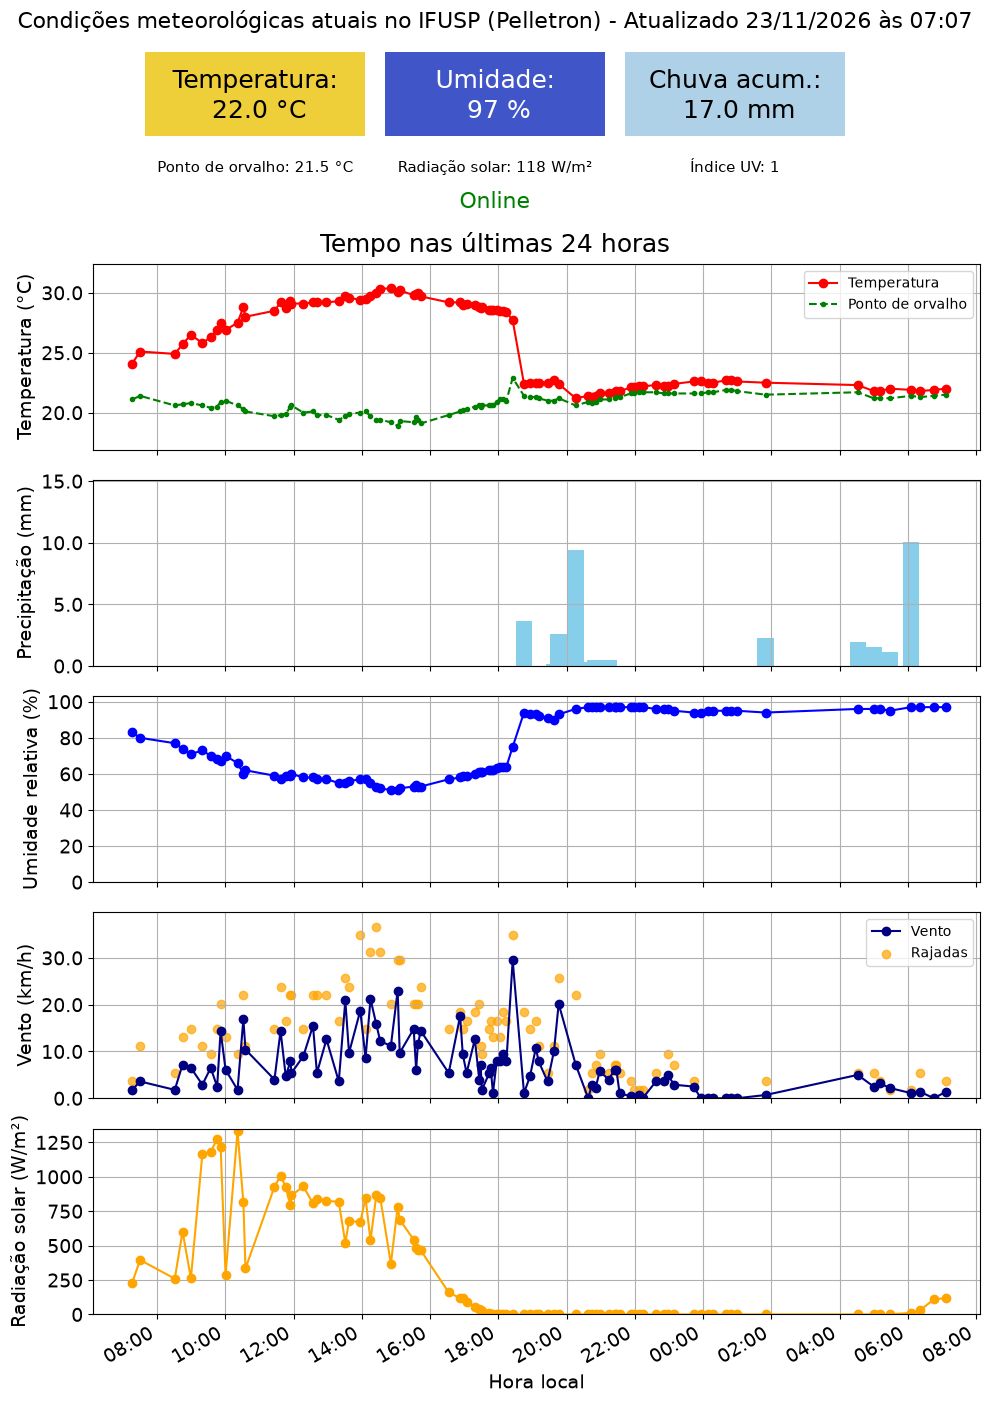 Condições meteorológicas atuais no IFUSP (Pelletron) - Atualizado 23/11/2026 às 07:07
Temperatura:
22.0 °C
Umidade:
97 %
Chuva acum.:
17.0 mm
Ponto de orvalho: 21.5 °C
Radiação solar: 118 W/m²
Índice UV: 1
Online
Tempo nas últimas 24 horas
Temperatura (°C)
30.0
25.0
20.0
Temperatura
Ponto de orvalho
Precipitação (mm)
15.0
10.0
5.0
0.0
Umidade relativa (%)
100
80
60
40
20
0
Vento (km/h)
30.0
20.0
10.0
0.0
Vento
Rajadas
Radiação solar (W/m²)
1250
1000
750
500
250
0
08:00
10:00
12:00
14:00
16:00
18:00
20:00
22:00
00:00
02:00
04:00
06:00
08:00
Hora local